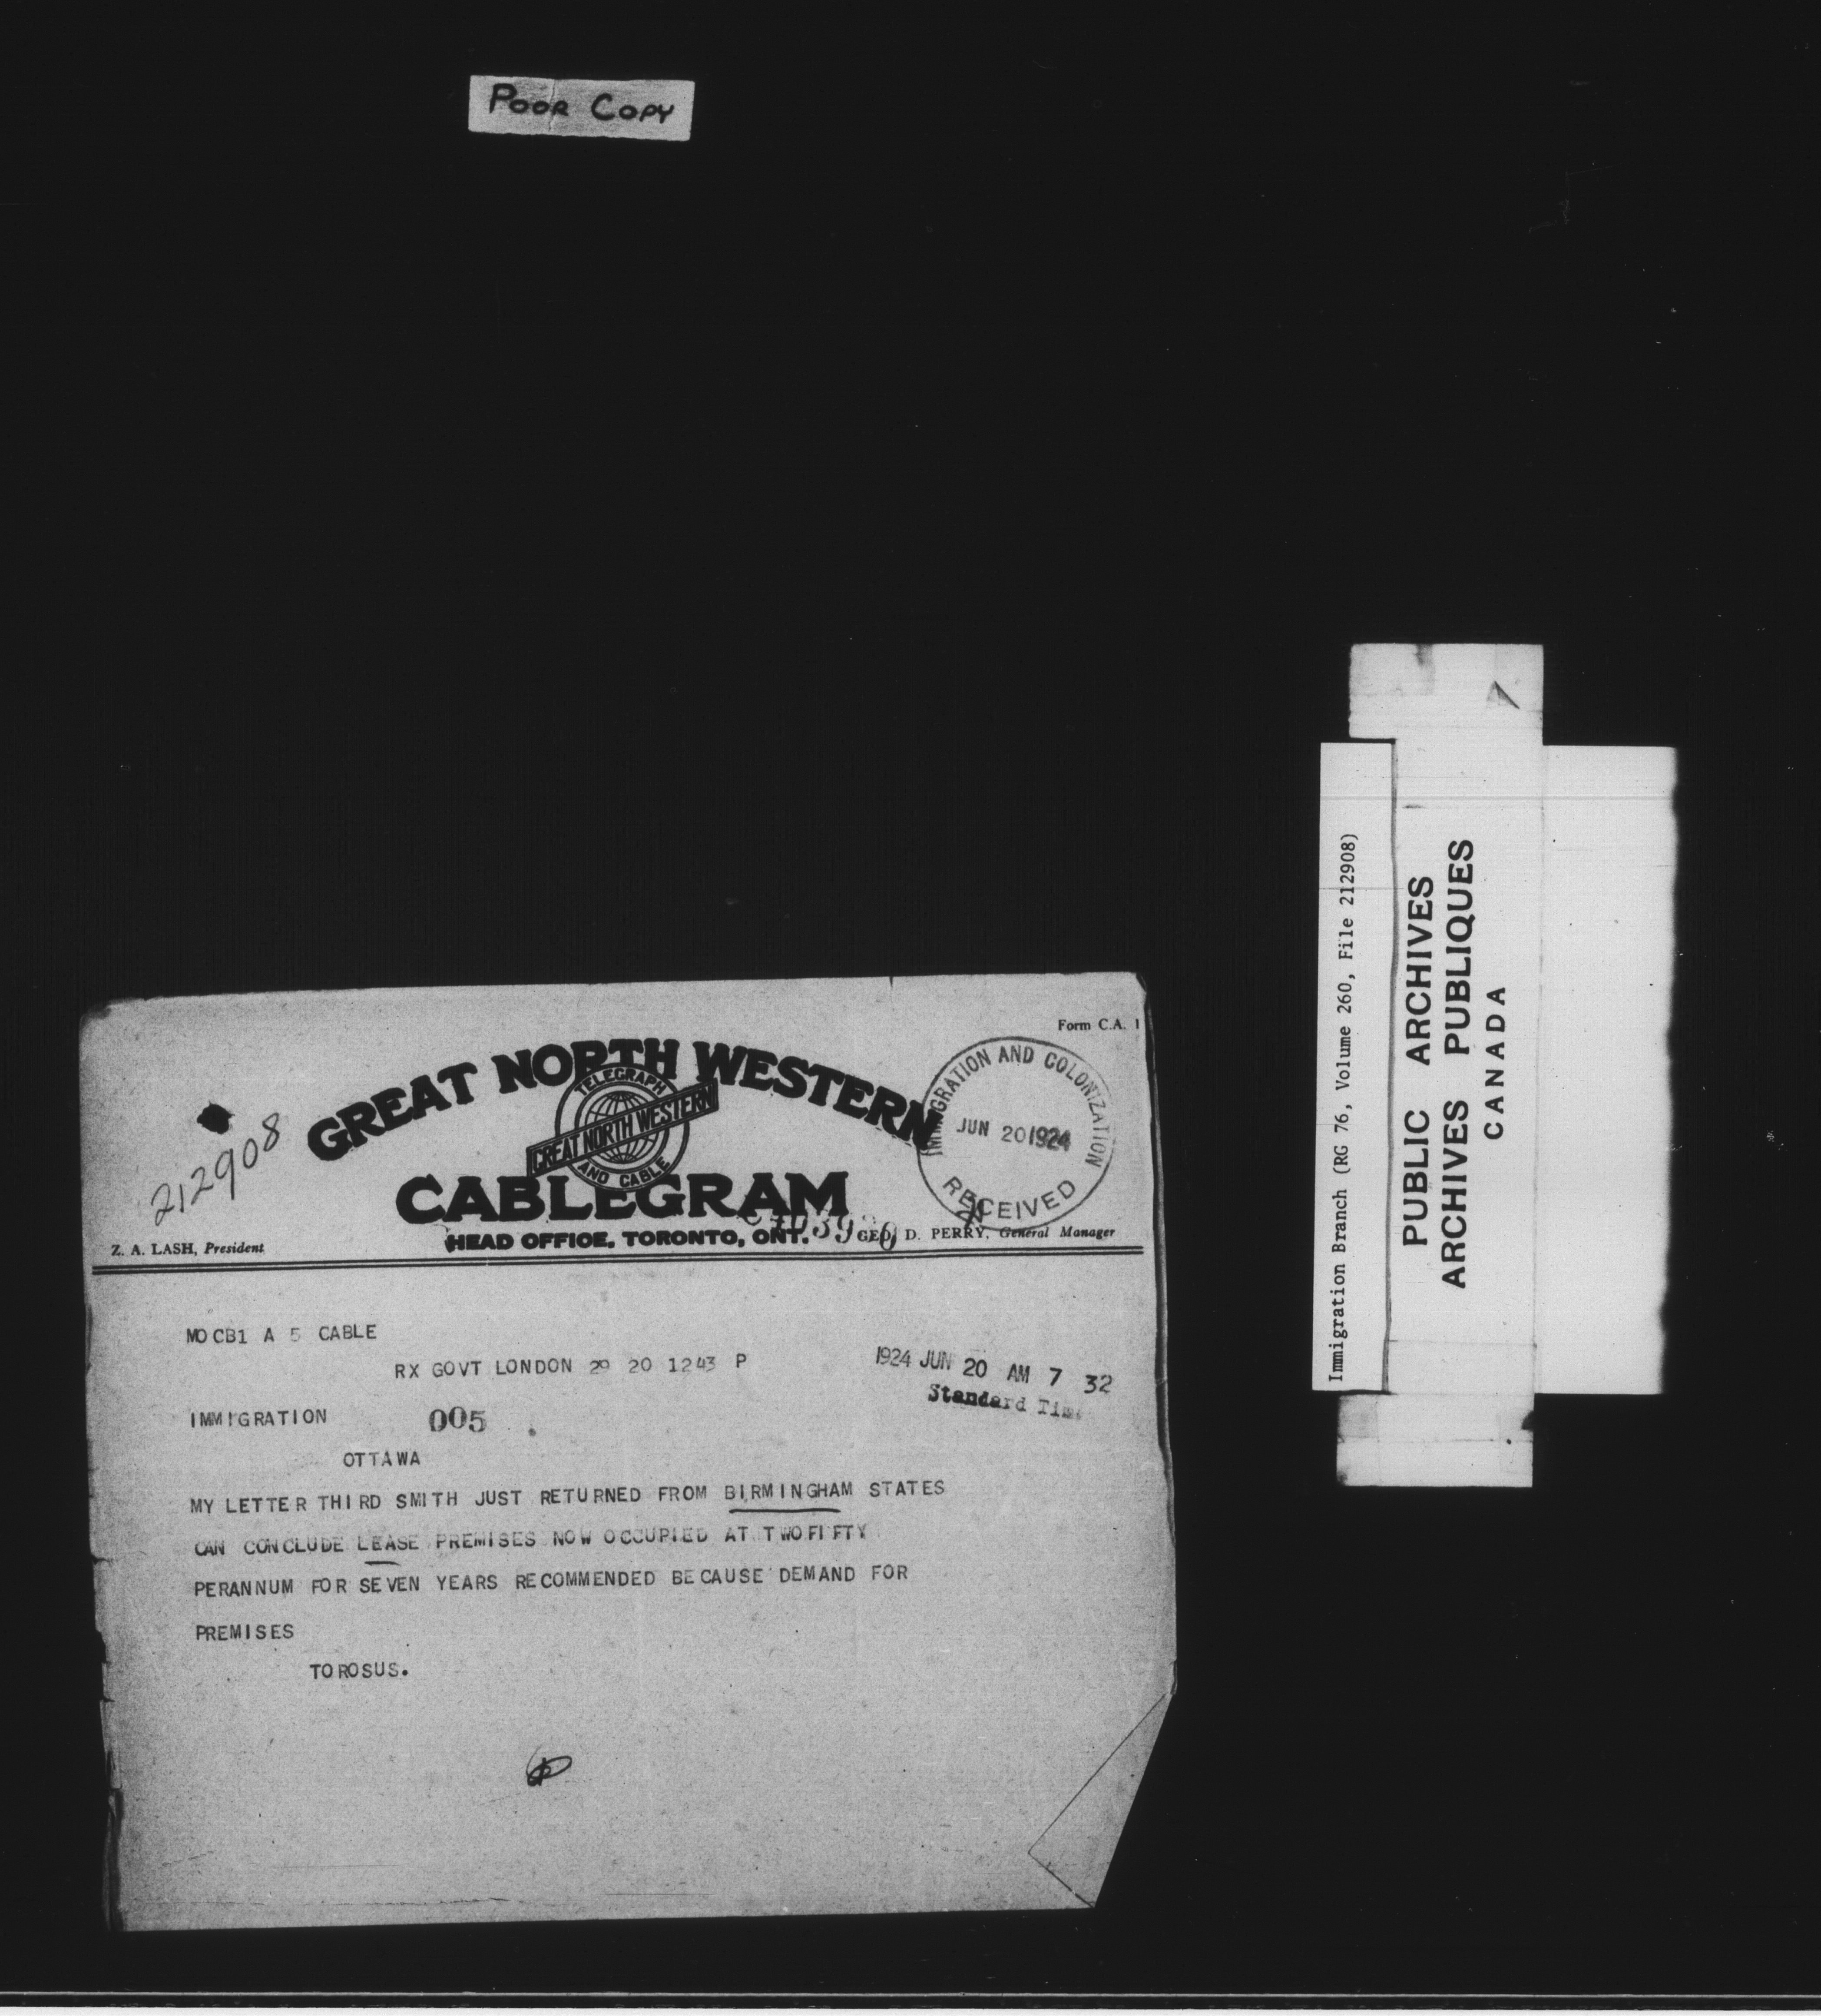 POOR COPY
Form C.A. 1
GREAT NORTH WESTERN
TELEGRAPH
GREAT NORTH WESTERN
AND CABLE
CABLEGRAM
HEAD OFFICE, TORONTO, ONT.
212908
IMMIGRATION AND COLONIZATION
JUN 20 1924
RECEIVED
Z. A. LASH, President
GEO. D. PERRY, General Manager
MOCB1 A 5 CABLE
RX GOVT LONDON 29 20 1243 P
1924 JUN 20 AM 7 32
Standard Time
IMMIGRATION 005
OTTAWA
MY LETTER THIRD SMITH JUST RETURNED FROM BIRMINGHAM STATES
CAN CONCLUDE LEASE PREMISES NOW OCCUPIED AT TWOFIFTY
PERANNUM FOR SEVEN YEARS RECOMMENDED BECAUSE DEMAND FOR
PREMISES
TOROSUS.
Immigration Branch (RG 76, Volume 260, File 212908)
PUBLIC ARCHIVES
ARCHIVES PUBLIQUES
CANADA